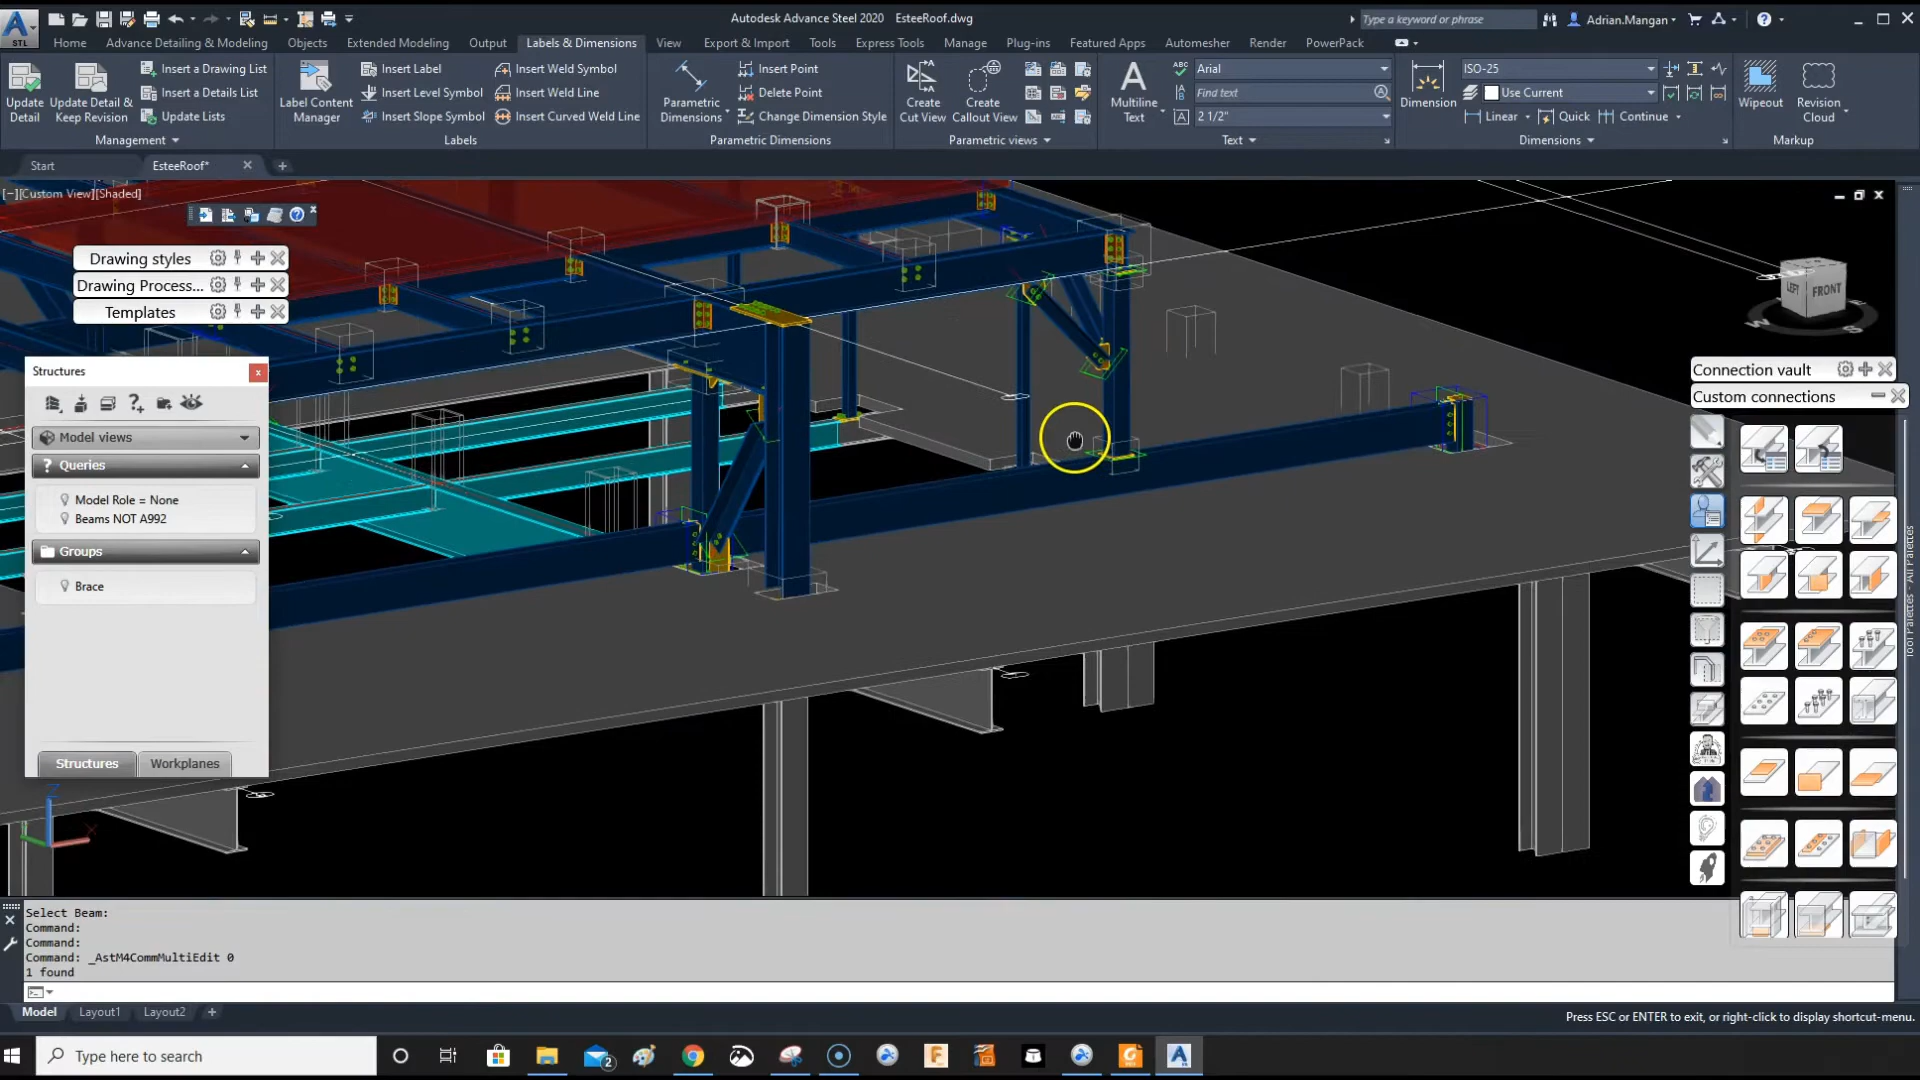 Autodesk Advance Steel 2020 EsteeRoof.dwg
Type a keyword or phrase
Adrian.Mangan
STL
Home Advance Detailing & Modeling Objects Extended Modeling Output Labels & Dimensions View Export & Import Tools Express Tools Manage Plug-ins Featured Apps Automesher Render PowerPack
Update Detail
Update Detail & Keep Revision
Insert a Drawing List
Insert a Details List
Update Lists
Management
Label Content Manager
Insert Label
Insert Level Symbol
Insert Slope Symbol
Insert Weld Symbol
Insert Weld Line
Insert Curved Weld Line
Labels
Parametric Dimensions
Insert Point
Delete Point
Change Dimension Style
Parametric Dimensions
Create Cut View
Create Callout View
Parametric views
Multiline Text
ABC
Arial
Find text
2 1/2"
Text
Dimension
ISO-25
Use Current
Linear Quick Continue
Dimensions
Wipeout
Revision Cloud
Markup
Start EsteeRoof*
[−][Custom View][Shaded]
Drawing styles
Drawing Process...
Templates
Structures
Model views
Queries
Model Role = None
Beams NOT A992
Groups
Brace
Structures Workplanes
LEFT FRONT
W S
Connection vault
Custom connections
Tool Palettes - All Palettes
Z
X
Select Beam:
Command:
Command:
Command: _AstM4CommMultiEdit 0
1 found
Model Layout1 Layout2
Press ESC or ENTER to exit, or right-click to display shortcut-menu.
Type here to search
2